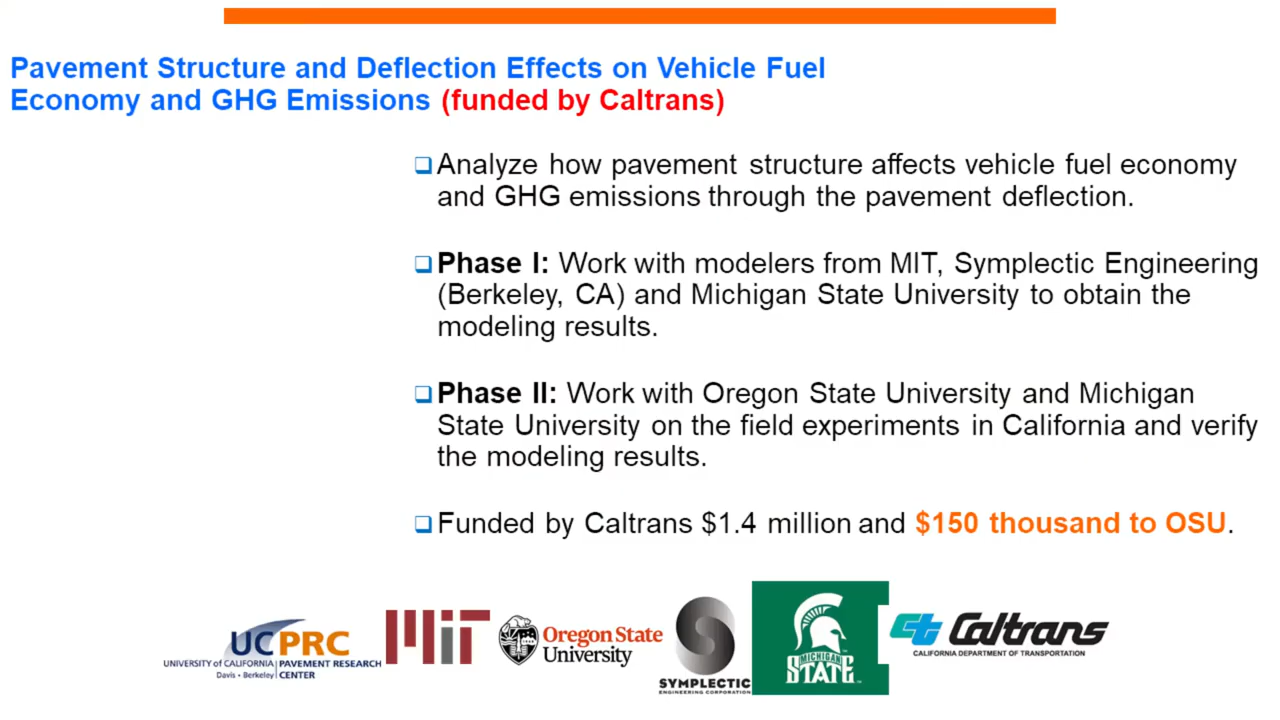 Pavement Structure and Deflection Effects on Vehicle Fuel
Economy and GHG Emissions (funded by Caltrans)
❑Analyze how pavement structure affects vehicle fuel economy
and GHG emissions through the pavement deflection.
❑Phase I: Work with modelers from MIT, Symplectic Engineering
(Berkeley, CA) and Michigan State University to obtain the
modeling results.
❑Phase II: Work with Oregon State University and Michigan
State University on the field experiments in California and verify
the modeling results.
❑Funded by Caltrans $1.4 million and $150 thousand to OSU.
UCPRC
UNIVERSITY of CALIFORNIA | PAVEMENT RESEARCH
Davis • Berkeley | CENTER
MIT
Oregon State
University
SYMPLECTIC
ENGINEERING CORPORATION
MICHIGAN
STATE
ct Caltrans
CALIFORNIA DEPARTMENT OF TRANSPORTATION